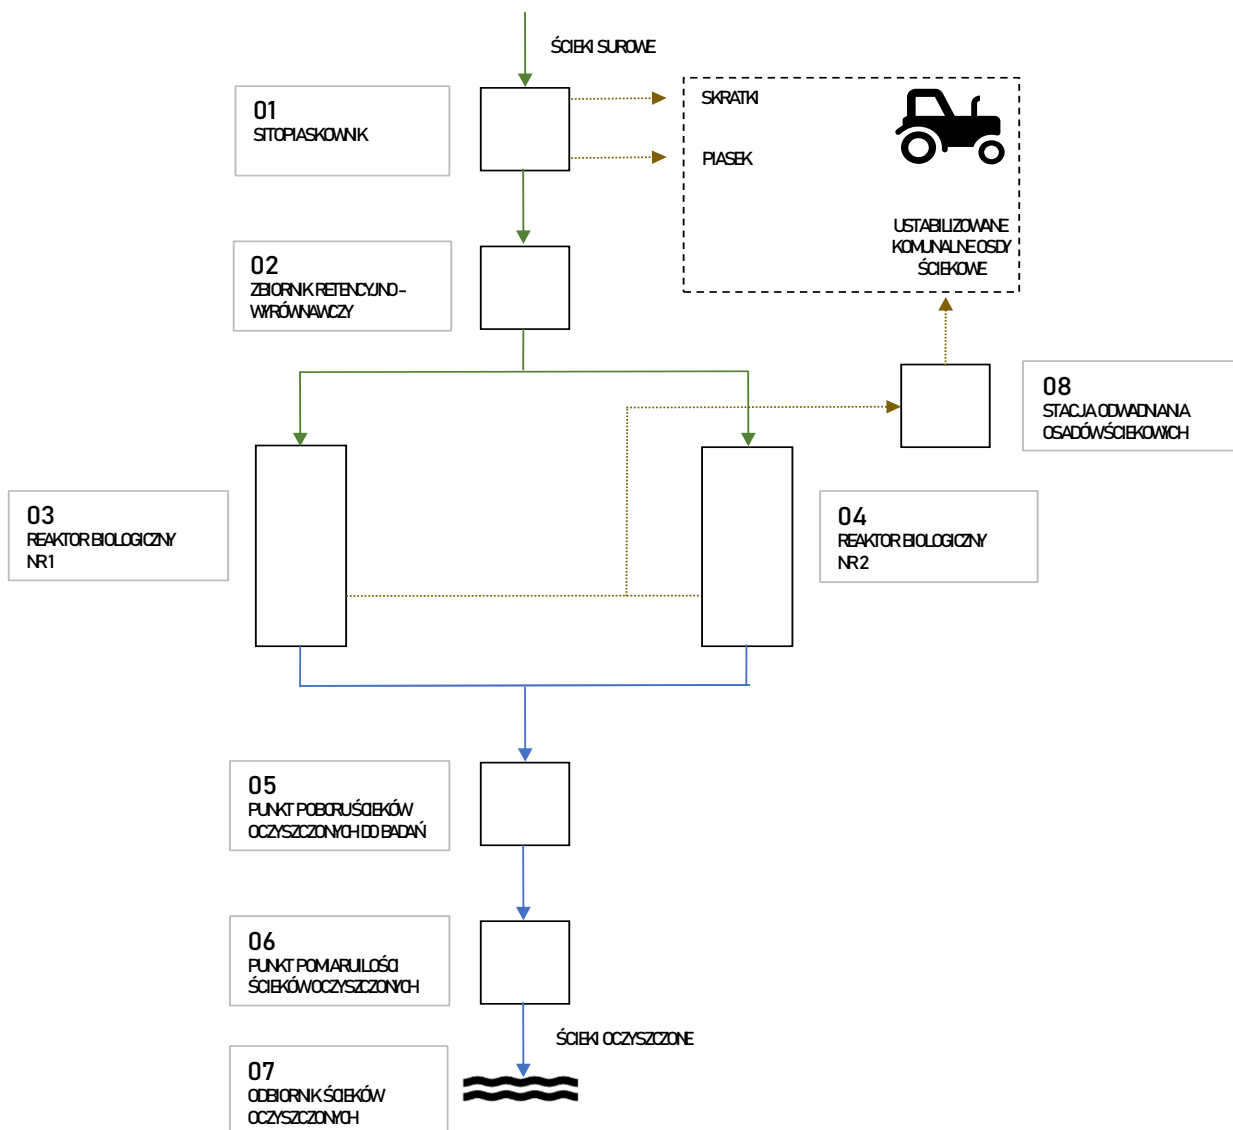 ŚCIEKI SUROWE
01
SITOPIASKOWNIK
SKRATKI
PIASEK
USTABILIZOWANE
KOMUNALNE OSDY
ŚCIEKOWE
02
ZBIORNIK RETENCYJNO -
WYRÓWNAWCZY
08
STACJA ODWADNIANIA
OSADÓW ŚCIEKOWYCH
03
REAKTOR BIOLOGICZNY
NR 1
04
REAKTOR BIOLOGICZNY
NR 2
05
PUNKT POBORU ŚCIEKÓW
OCZYSZCZONYCH DO BADAŃ
06
PUNKT POMIARU ILOŚCI
ŚCIEKÓW OCZYSZCZONYCH
ŚCIEKI OCZYSZCZONE
07
ODBIORNIK ŚCIEKÓW
OCZYSZCZONYCH